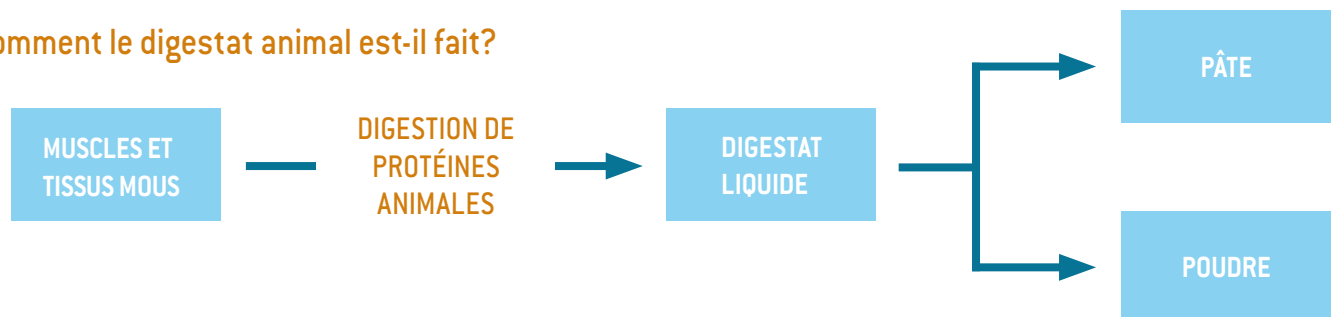 omment le digestat animal est-il fait?
MUSCLES ET
TISSUS MOUS
DIGESTION DE
PROTÉINES
ANIMALES
DIGESTAT
LIQUIDE
PÂTE
POUDRE